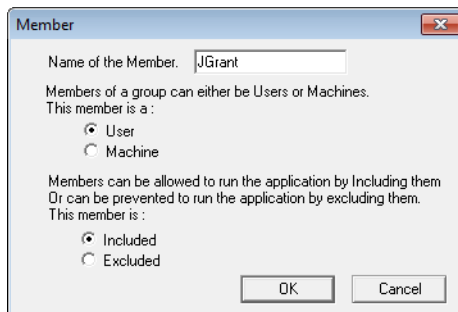 Member
Name of the Member. JGrant
Members of a group can either be Users or Machines.
This member is a :
User
Machine
Members can be allowed to run the application by Including them
Or can be prevented to run the application by excluding them.
This member is :
Included
Excluded
OK Cancel